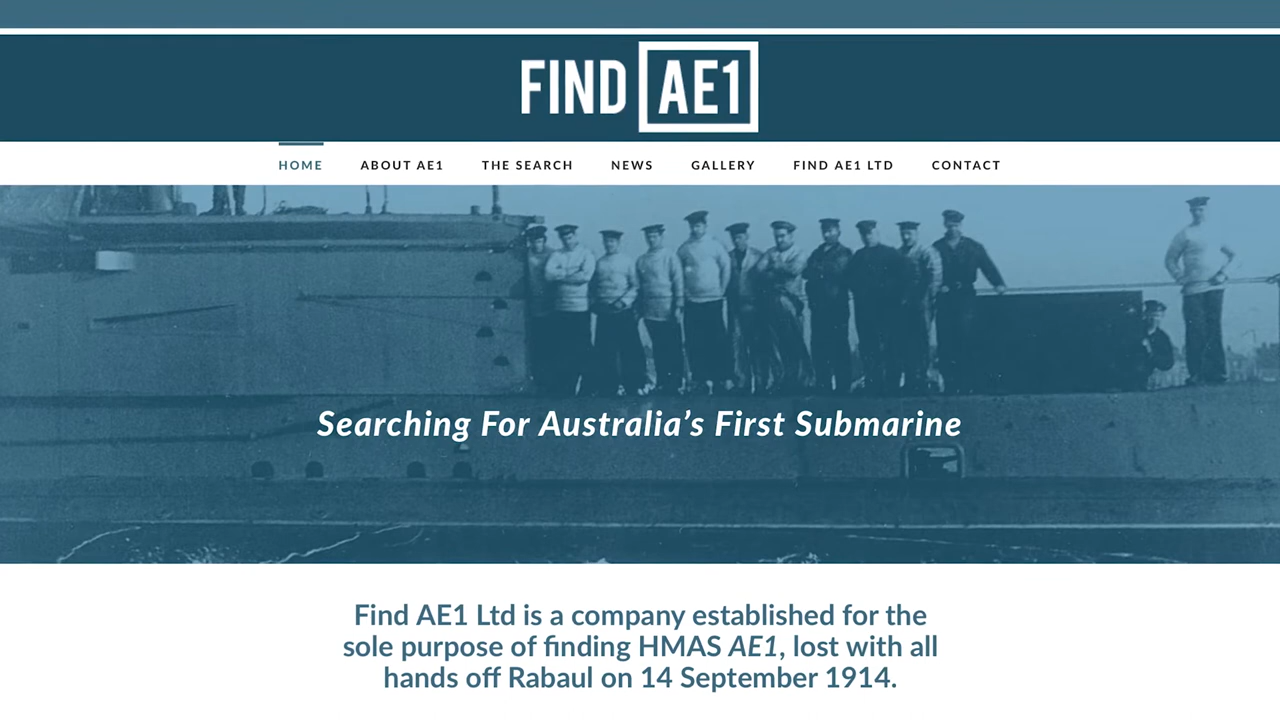 FIND AE1
HOME ABOUT AE1 THE SEARCH NEWS GALLERY FIND AE1 LTD CONTACT
Searching For Australia’s First Submarine
Find AE1 Ltd is a company established for the
sole purpose of finding HMAS AE1, lost with all
hands off Rabaul on 14 September 1914.